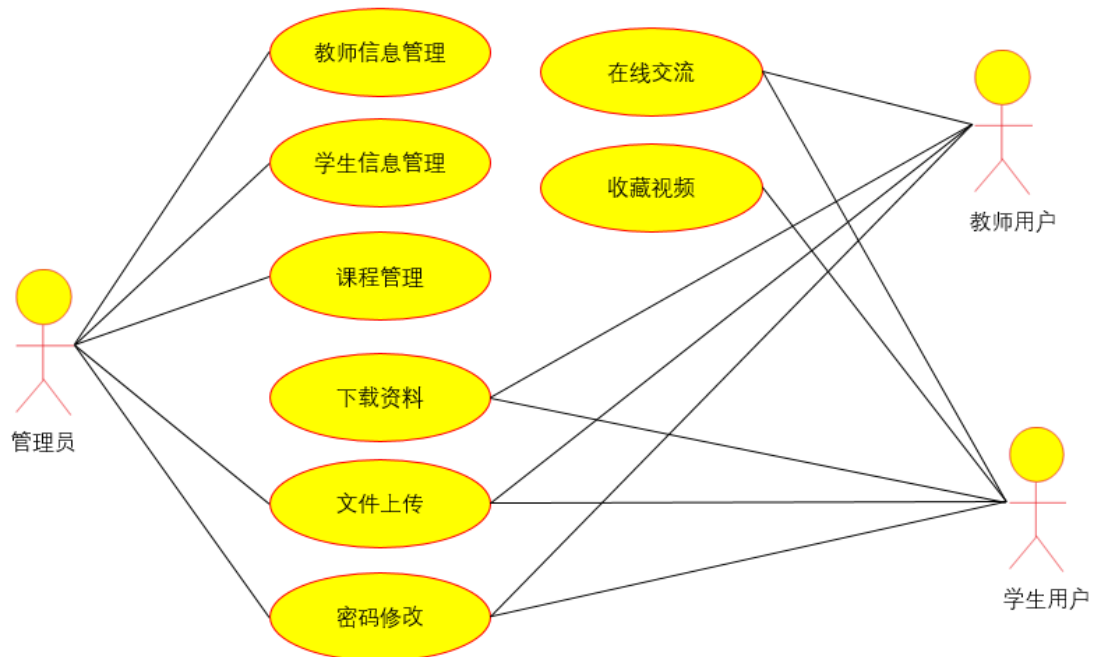 教师信息管理
在线交流
学生信息管理
收藏视频
教师用户
课程管理
下载资料
管理员
文件上传
学生用户
密码修改